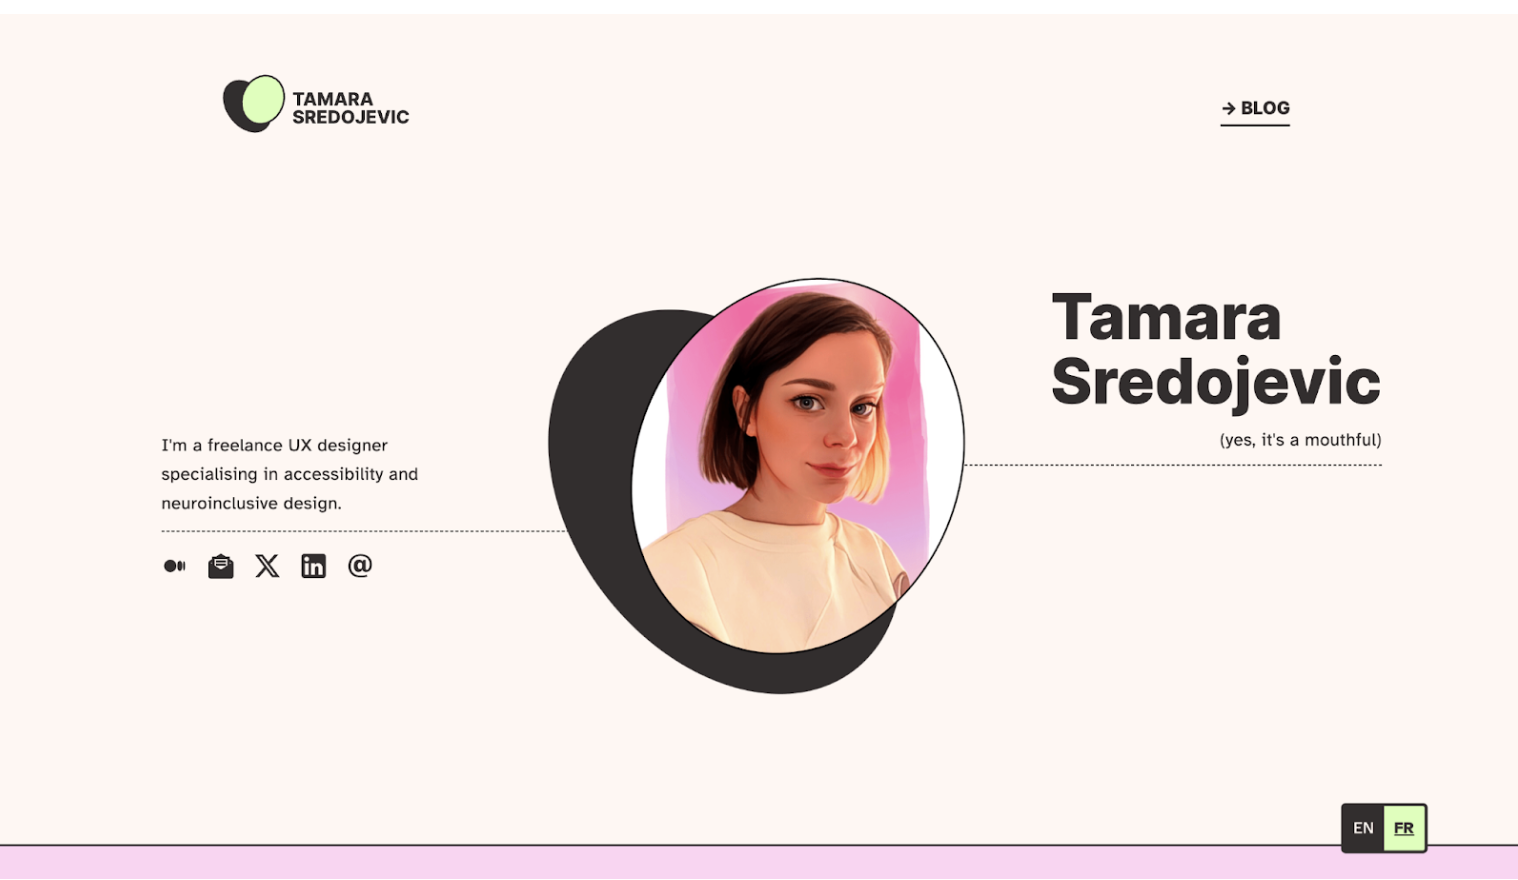 TAMARA
SREDOJEVIC
→ BLOG
Tamara
Sredojevic
(yes, it's a mouthful)
I'm a freelance UX designer
specialising in accessibility and
neuroinclusive design.
in @
EN FR